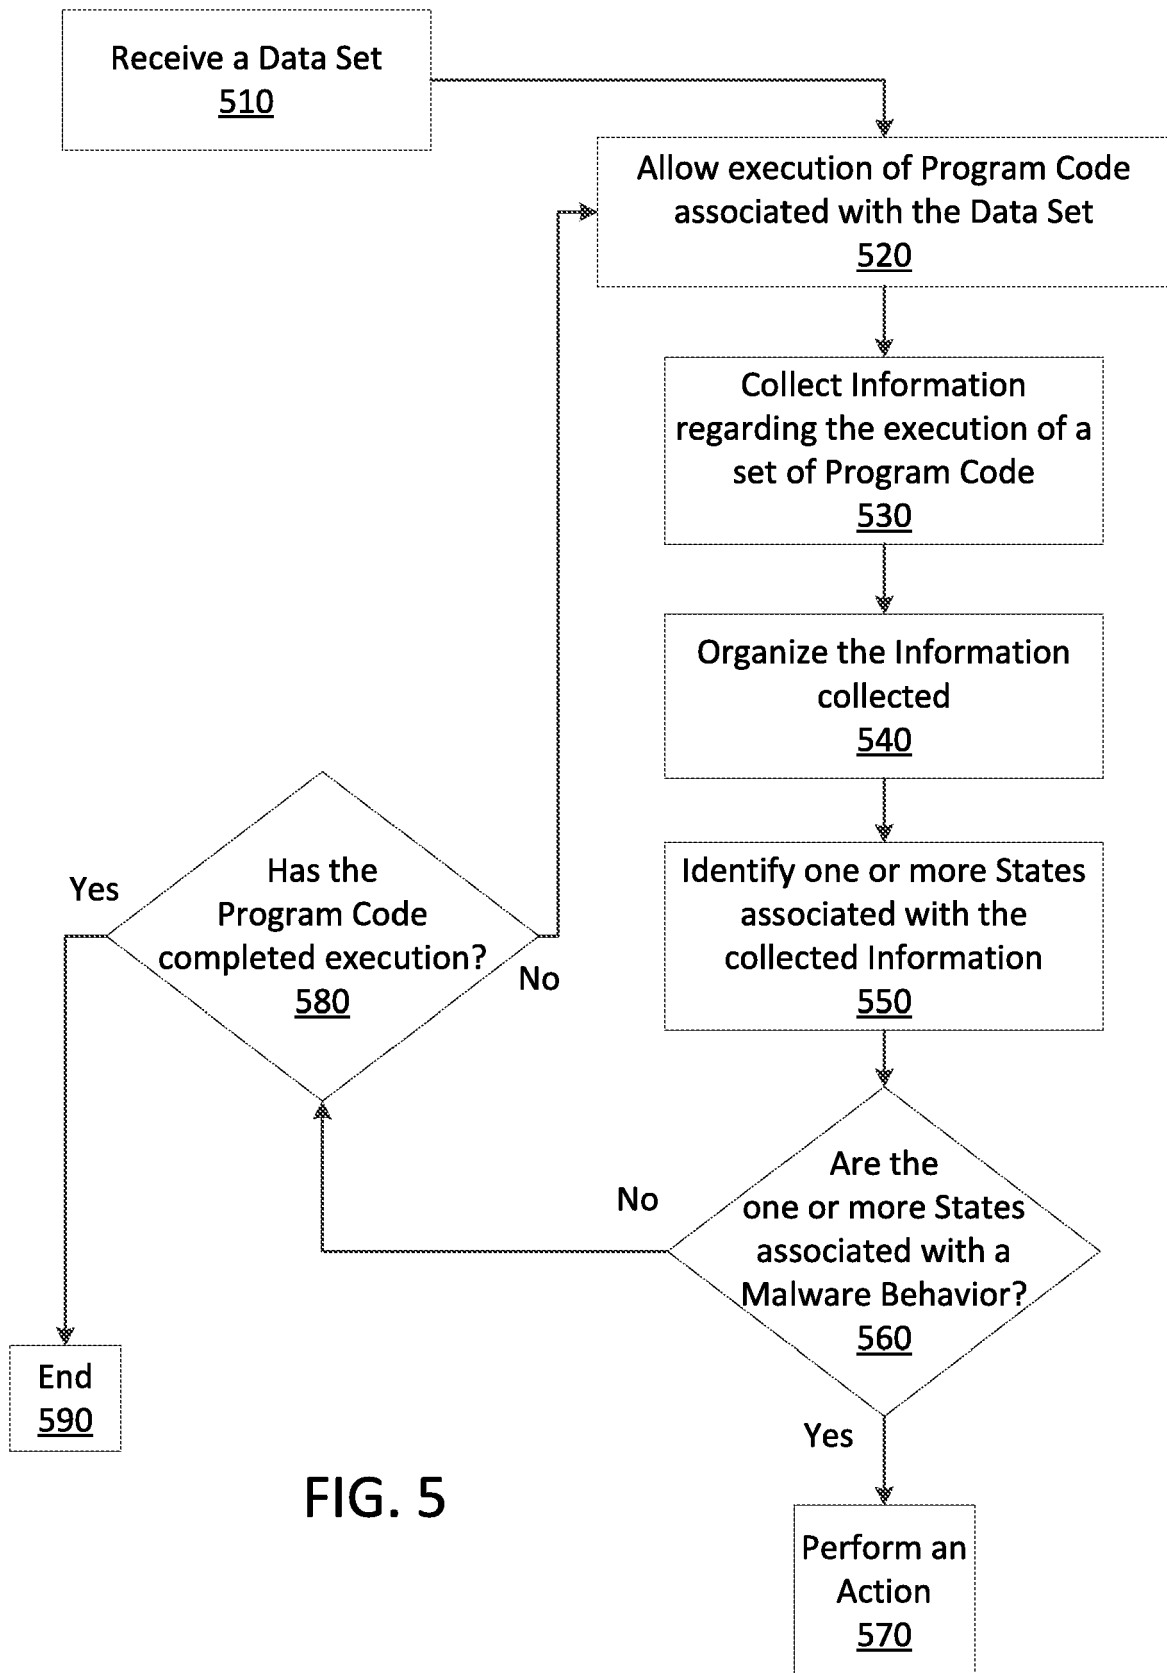 Receive a Data Set
510
Allow execution of Program Code
associated with the Data Set
520
Collect Information
regarding the execution of a
set of Program Code
530
Organize the Information
collected
540
Identify one or more States
associated with the
collected Information
550
Are the
one or more States
associated with a
Malware Behavior?
560
No
Yes
Perform an
Action
570
Has the
Program Code
completed execution?
580
Yes
No
End
590
FIG. 5